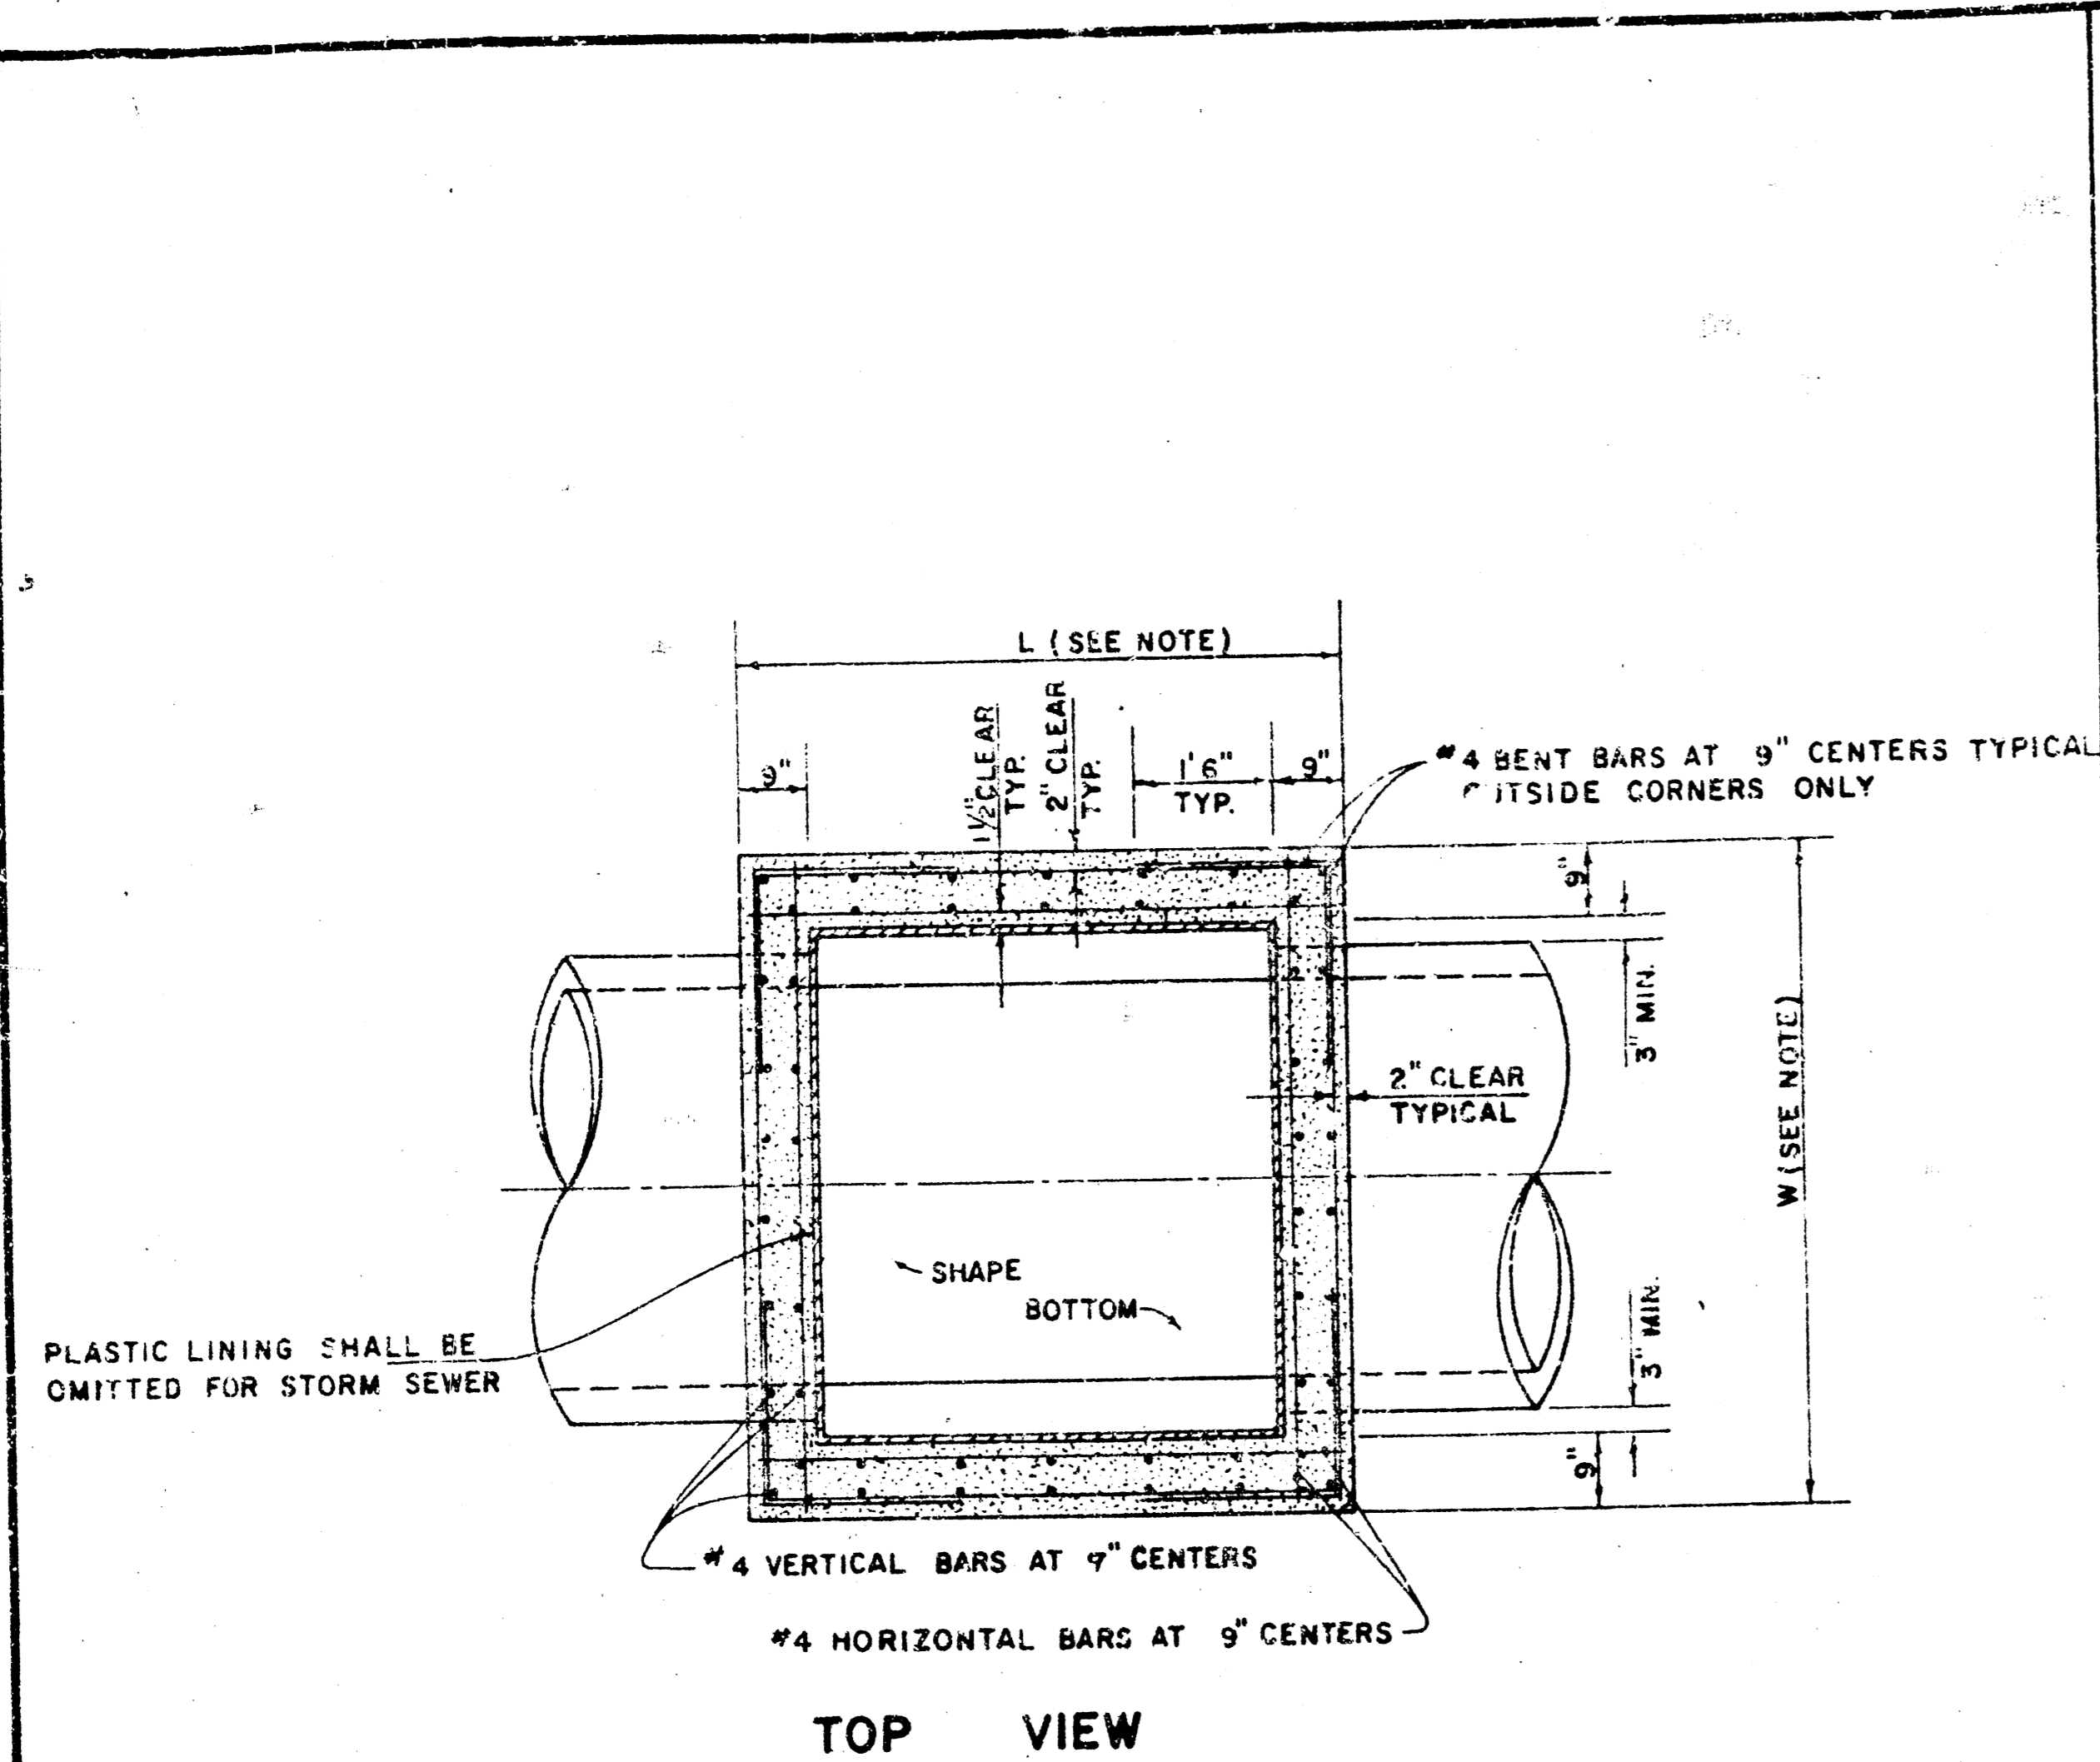 L (SEE NOTE)
1½" CLEAR
TYP.
2" CLEAR
TYP.
9"
1'6"
TYP.
9"
#4 BENT BARS AT 9" CENTERS TYPICAL
OUTSIDE CORNERS ONLY
9"
3" MIN.
W (SEE NOTE)
2" CLEAR
TYPICAL
SHAPE
BOTTOM
3" MIN.
9"
PLASTIC LINING SHALL BE
OMITTED FOR STORM SEWER
#4 VERTICAL BARS AT 9" CENTERS
#4 HORIZONTAL BARS AT 9" CENTERS
TOP VIEW